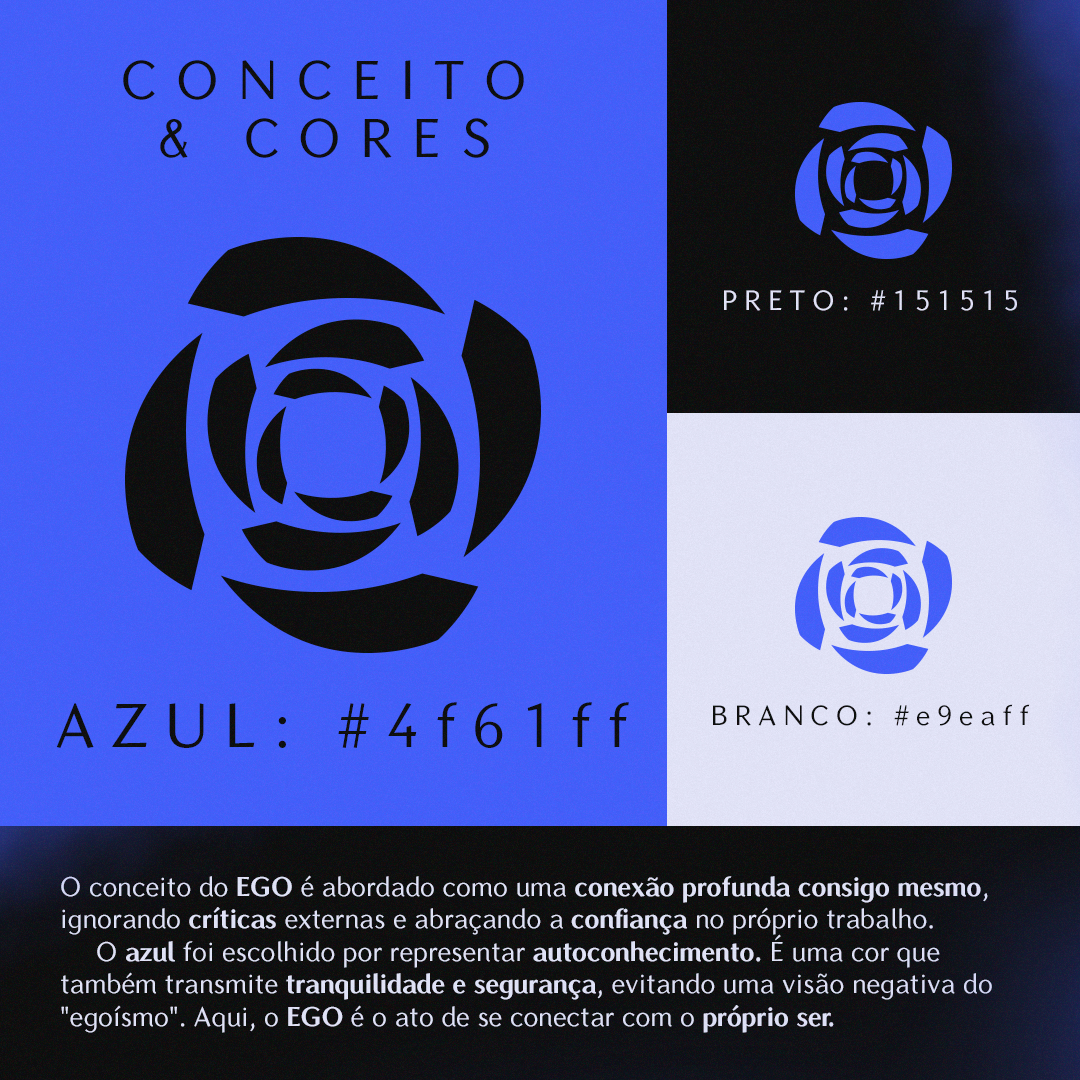 CONCEITO
& CORES
AZUL: #4f61ff
PRETO: #151515
BRANCO: #e9eaff
O conceito do EGO é abordado como uma conexão profunda consigo mesmo,
ignorando críticas externas e abraçando a confiança no próprio trabalho.
O azul foi escolhido por representar autoconhecimento. É uma cor que
também transmite tranquilidade e segurança, evitando uma visão negativa do
"egoísmo". Aqui, o EGO é o ato de se conectar com o próprio ser.